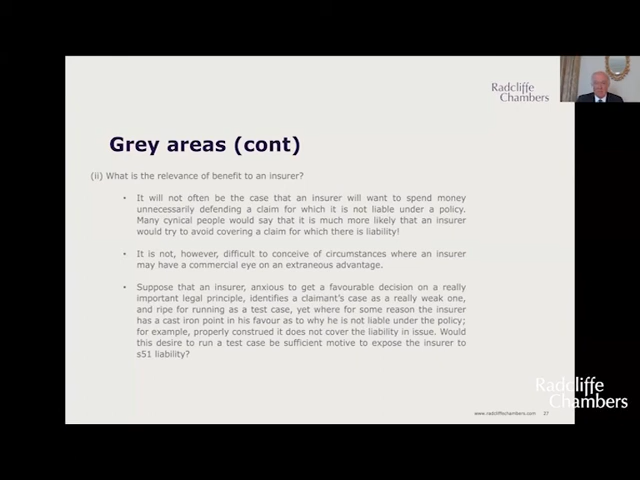 Radcliffe
Chambers
Grey areas (cont)
(ii) What is the relevance of benefit to an insurer?
• It will not often be the case that an insurer will want to spend money
unnecessarily defending a claim for which it is not liable under a policy.
Many cynical people would say that it is much more likely that an insurer
would try to avoid covering a claim for which there is liability!
• It is not, however, difficult to conceive of circumstances where an insurer
may have a commercial eye on an extraneous advantage.
• Suppose that an insurer, anxious to get a favourable decision on a really
important legal principle, identifies a claimant's case as a really weak one,
and ripe for running as a test case, yet where for some reason the insurer
has a cast iron point in his favour as to why he is not liable under the policy;
for example, properly construed it does not cover the liability in issue. Would
this desire to run a test case be sufficient motive to expose the insurer to
s51 liability?
Radcliffe
Chambers
www.radcliffechambers.com 27